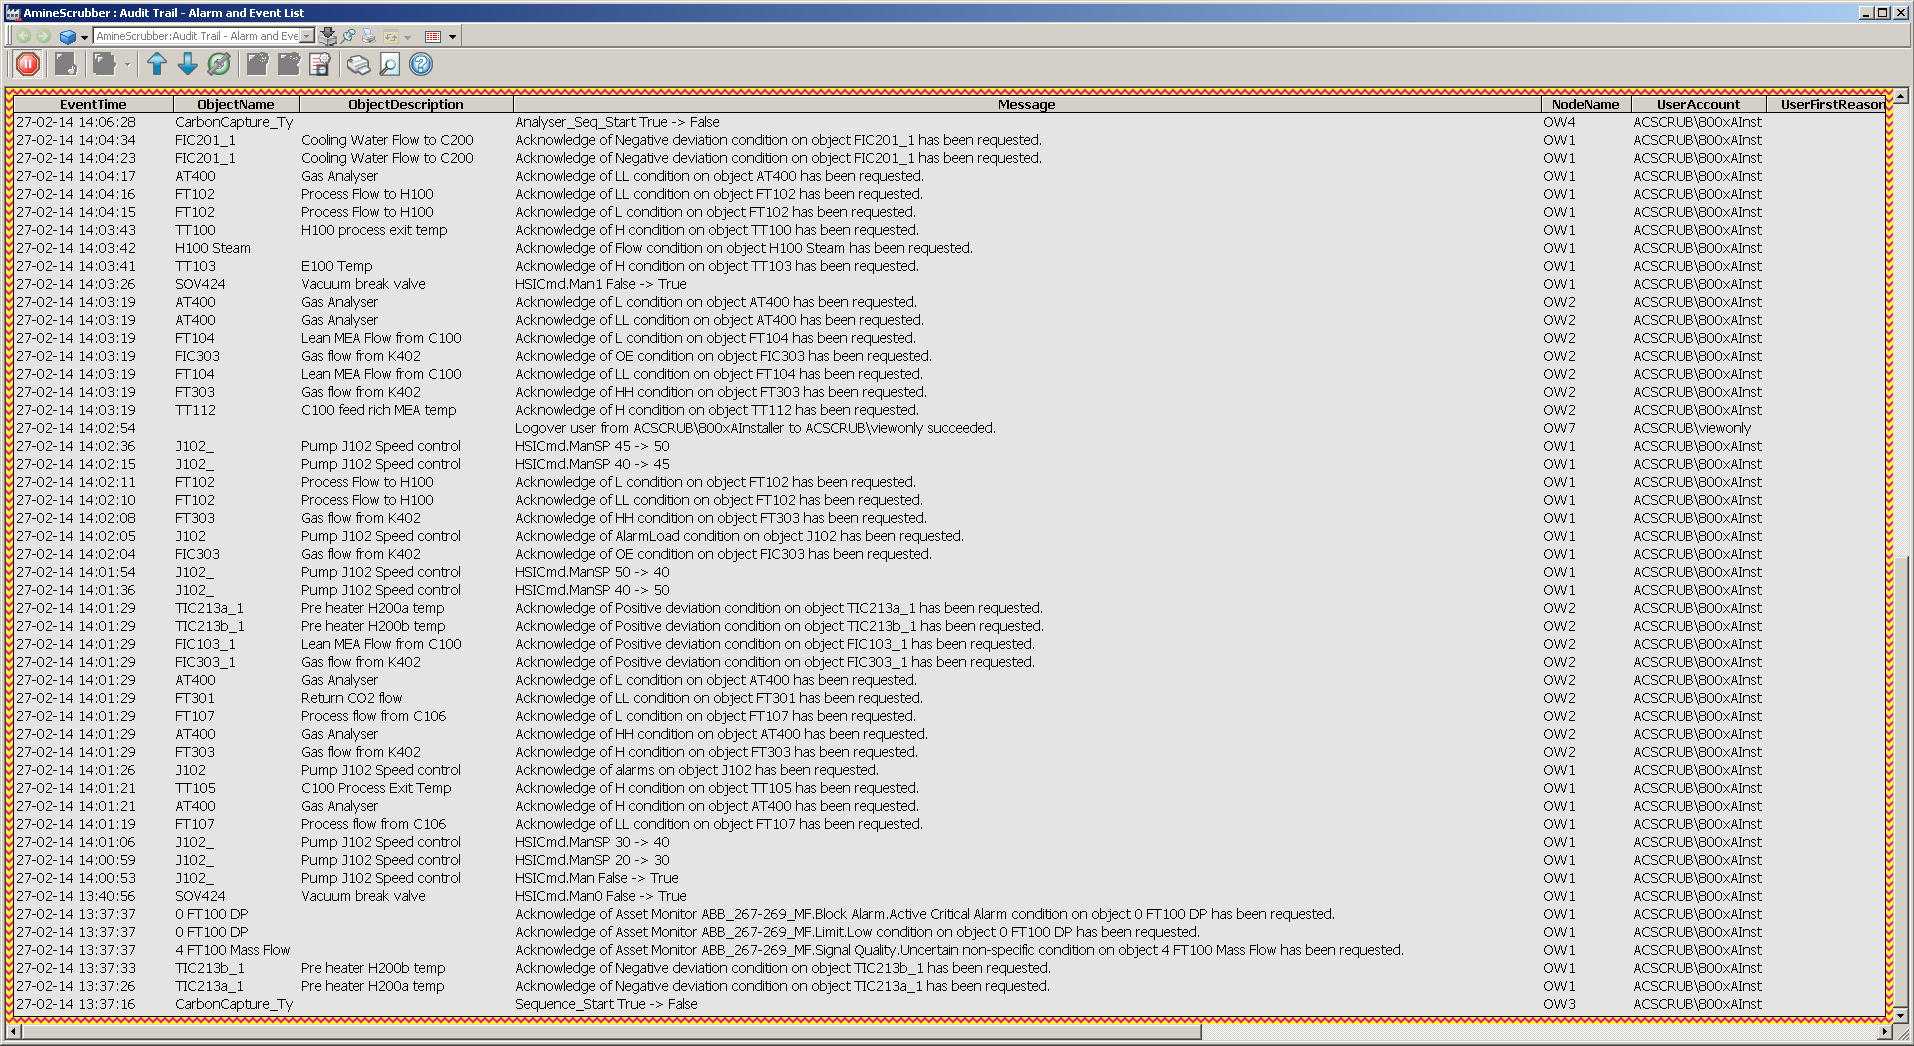 AmineScrubber : Audit Trail - Alarm and Event List
AmineScrubber:Audit Trail - Alarm and Eve
EventTime ObjectName ObjectDescription Message NodeName UserAccount UserFirstReason
27-02-14 14:06:28 CarbonCapture_Ty Analyser_Seq_Start True -> False OW4 ACSCRUB\800xAInst
27-02-14 14:04:34 FIC201_1 Cooling Water Flow to C200 Acknowledge of Negative deviation condition on object FIC201_1 has been requested. OW1 ACSCRUB\800xAInst
27-02-14 14:04:23 FIC201_1 Cooling Water Flow to C200 Acknowledge of Negative deviation condition on object FIC201_1 has been requested. OW1 ACSCRUB\800xAInst
27-02-14 14:04:17 AT400 Gas Analyser Acknowledge of LL condition on object AT400 has been requested. OW1 ACSCRUB\800xAInst
27-02-14 14:04:16 FT102 Process Flow to H100 Acknowledge of LL condition on object FT102 has been requested. OW1 ACSCRUB\800xAInst
27-02-14 14:04:15 FT102 Process Flow to H100 Acknowledge of L condition on object FT102 has been requested. OW1 ACSCRUB\800xAInst
27-02-14 14:03:43 TT100 H100 process exit temp Acknowledge of H condition on object TT100 has been requested. OW1 ACSCRUB\800xAInst
27-02-14 14:03:42 H100 Steam Acknowledge of Flow condition on object H100 Steam has been requested. OW1 ACSCRUB\800xAInst
27-02-14 14:03:41 TT103 E100 Temp Acknowledge of H condition on object TT103 has been requested. OW1 ACSCRUB\800xAInst
27-02-14 14:03:26 SOV424 Vacuum break valve HSICmd.Man1 False -> True OW1 ACSCRUB\800xAInst
27-02-14 14:03:19 AT400 Gas Analyser Acknowledge of L condition on object AT400 has been requested. OW2 ACSCRUB\800xAInst
27-02-14 14:03:19 AT400 Gas Analyser Acknowledge of LL condition on object AT400 has been requested. OW2 ACSCRUB\800xAInst
27-02-14 14:03:19 FT104 Lean MEA Flow from C100 Acknowledge of L condition on object FT104 has been requested. OW2 ACSCRUB\800xAInst
27-02-14 14:03:19 FIC303 Gas flow from K402 Acknowledge of OE condition on object FIC303 has been requested. OW2 ACSCRUB\800xAInst
27-02-14 14:03:19 FT104 Lean MEA Flow from C100 Acknowledge of LL condition on object FT104 has been requested. OW2 ACSCRUB\800xAInst
27-02-14 14:03:19 FT303 Gas flow from K402 Acknowledge of HH condition on object FT303 has been requested. OW2 ACSCRUB\800xAInst
27-02-14 14:03:19 TT112 C100 feed rich MEA temp Acknowledge of H condition on object TT112 has been requested. OW2 ACSCRUB\800xAInst
27-02-14 14:02:54 Logover user from ACSCRUB\800xAInstaller to ACSCRUB\viewonly succeeded. OW7 ACSCRUB\viewonly
27-02-14 14:02:36 J102_ Pump J102 Speed control HSICmd.ManSP 45 -> 50 OW1 ACSCRUB\800xAInst
27-02-14 14:02:15 J102_ Pump J102 Speed control HSICmd.ManSP 40 -> 45 OW1 ACSCRUB\800xAInst
27-02-14 14:02:11 FT102 Process Flow to H100 Acknowledge of L condition on object FT102 has been requested. OW1 ACSCRUB\800xAInst
27-02-14 14:02:10 FT102 Process Flow to H100 Acknowledge of LL condition on object FT102 has been requested. OW1 ACSCRUB\800xAInst
27-02-14 14:02:08 FT303 Gas flow from K402 Acknowledge of HH condition on object FT303 has been requested. OW1 ACSCRUB\800xAInst
27-02-14 14:02:05 J102 Pump J102 Speed control Acknowledge of AlarmLoad condition on object J102 has been requested. OW1 ACSCRUB\800xAInst
27-02-14 14:02:04 FIC303 Gas flow from K402 Acknowledge of OE condition on object FIC303 has been requested. OW1 ACSCRUB\800xAInst
27-02-14 14:01:54 J102_ Pump J102 Speed control HSICmd.ManSP 50 -> 40 OW1 ACSCRUB\800xAInst
27-02-14 14:01:36 J102_ Pump J102 Speed control HSICmd.ManSP 40 -> 50 OW1 ACSCRUB\800xAInst
27-02-14 14:01:29 TIC213a_1 Pre heater H200a temp Acknowledge of Positive deviation condition on object TIC213a_1 has been requested. OW2 ACSCRUB\800xAInst
27-02-14 14:01:29 TIC213b_1 Pre heater H200b temp Acknowledge of Positive deviation condition on object TIC213b_1 has been requested. OW2 ACSCRUB\800xAInst
27-02-14 14:01:29 FIC103_1 Lean MEA Flow from C100 Acknowledge of Positive deviation condition on object FIC103_1 has been requested. OW2 ACSCRUB\800xAInst
27-02-14 14:01:29 FIC303_1 Gas flow from K402 Acknowledge of Positive deviation condition on object FIC303_1 has been requested. OW2 ACSCRUB\800xAInst
27-02-14 14:01:29 AT400 Gas Analyser Acknowledge of L condition on object AT400 has been requested. OW2 ACSCRUB\800xAInst
27-02-14 14:01:29 FT301 Return CO2 flow Acknowledge of LL condition on object FT301 has been requested. OW2 ACSCRUB\800xAInst
27-02-14 14:01:29 FT107 Process flow from C106 Acknowledge of L condition on object FT107 has been requested. OW2 ACSCRUB\800xAInst
27-02-14 14:01:29 AT400 Gas Analyser Acknowledge of HH condition on object AT400 has been requested. OW2 ACSCRUB\800xAInst
27-02-14 14:01:29 FT303 Gas flow from K402 Acknowledge of H condition on object FT303 has been requested. OW2 ACSCRUB\800xAInst
27-02-14 14:01:26 J102 Pump J102 Speed control Acknowledge of alarms on object J102 has been requested. OW1 ACSCRUB\800xAInst
27-02-14 14:01:21 TT105 C100 Process Exit Temp Acknowledge of H condition on object TT105 has been requested. OW1 ACSCRUB\800xAInst
27-02-14 14:01:21 AT400 Gas Analyser Acknowledge of H condition on object AT400 has been requested. OW1 ACSCRUB\800xAInst
27-02-14 14:01:19 FT107 Process flow from C106 Acknowledge of LL condition on object FT107 has been requested. OW1 ACSCRUB\800xAInst
27-02-14 14:01:06 J102_ Pump J102 Speed control HSICmd.ManSP 30 -> 40 OW1 ACSCRUB\800xAInst
27-02-14 14:00:59 J102_ Pump J102 Speed control HSICmd.ManSP 20 -> 30 OW1 ACSCRUB\800xAInst
27-02-14 14:00:53 J102_ Pump J102 Speed control HSICmd.Man False -> True OW1 ACSCRUB\800xAInst
27-02-14 13:40:56 SOV424 Vacuum break valve HSICmd.Man0 False -> True OW1 ACSCRUB\800xAInst
27-02-14 13:37:37 0 FT100 DP Acknowledge of Asset Monitor ABB_267-269_MF.Block Alarm.Active Critical Alarm condition on object 0 FT100 DP has been requested. OW1 ACSCRUB\800xAInst
27-02-14 13:37:37 0 FT100 DP Acknowledge of Asset Monitor ABB_267-269_MF.Limit.Low condition on object 0 FT100 DP has been requested. OW1 ACSCRUB\800xAInst
27-02-14 13:37:37 4 FT100 Mass Flow Acknowledge of Asset Monitor ABB_267-269_MF.Signal Quality.Uncertain non-specific condition on object 4 FT100 Mass Flow has been requested. OW1 ACSCRUB\800xAInst
27-02-14 13:37:33 TIC213b_1 Pre heater H200b temp Acknowledge of Negative deviation condition on object TIC213b_1 has been requested. OW1 ACSCRUB\800xAInst
27-02-14 13:37:26 TIC213a_1 Pre heater H200a temp Acknowledge of Negative deviation condition on object TIC213a_1 has been requested. OW1 ACSCRUB\800xAInst
27-02-14 13:37:16 CarbonCapture_Ty Sequence_Start True -> False OW3 ACSCRUB\800xAInst